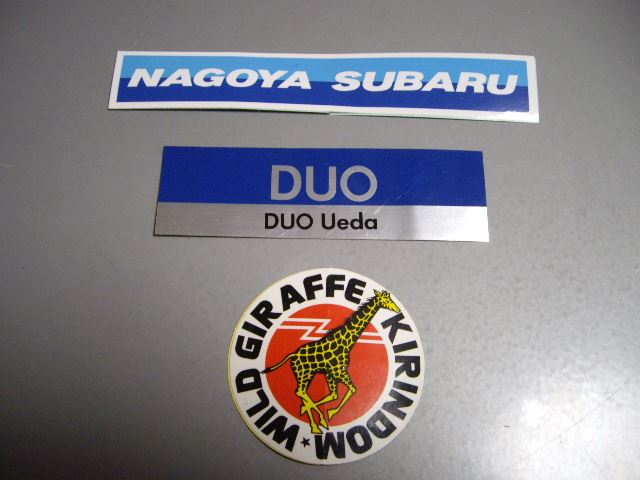 NAGOYA SUBARU
DUO
DUO Ueda
WILD GIRAFFE KIRINDOM